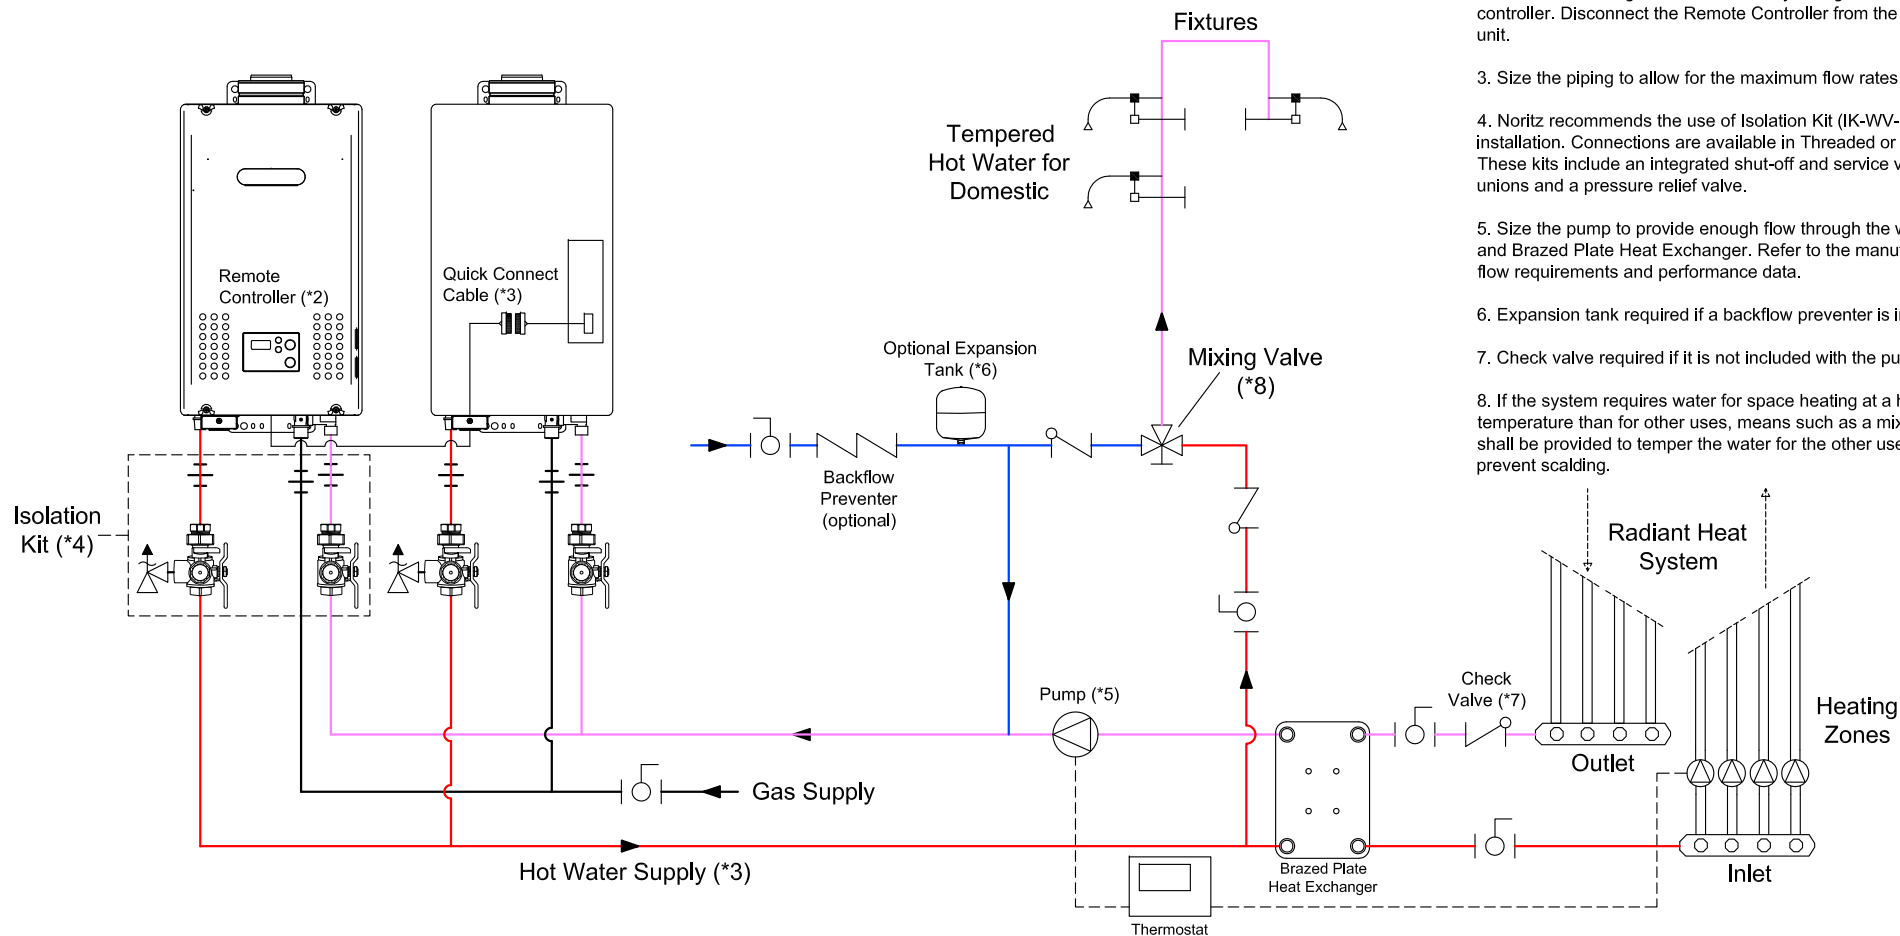 Fixtures
Tempered
Hot Water for
Domestic
Remote
Controller (*2)
Quick Connect
Cable (*3)
Optional Expansion
Tank (*6)
Mixing Valve
(*8)
Backflow
Preventer
(optional)
Isolation
Kit (*4)
Pump (*5)
Check
Valve (*7)
Radiant Heat
System
Heating
Zones
Outlet
Inlet
Gas Supply
Hot Water Supply (*3)
Brazed Plate
Heat Exchanger
Thermostat
controller. Disconnect the Remote Controller from the
unit.
3. Size the piping to allow for the maximum flow rates
4. Noritz recommends the use of Isolation Kit (IK-WV-
installation. Connections are available in Threaded or
These kits include an integrated shut-off and service v
unions and a pressure relief valve.
5. Size the pump to provide enough flow through the w
and Brazed Plate Heat Exchanger. Refer to the manuf
flow requirements and performance data.
6. Expansion tank required if a backflow preventer is i
7. Check valve required if it is not included with the pu
8. If the system requires water for space heating at a h
temperature than for other uses, means such as a mix
shall be provided to temper the water for the other use
prevent scalding.